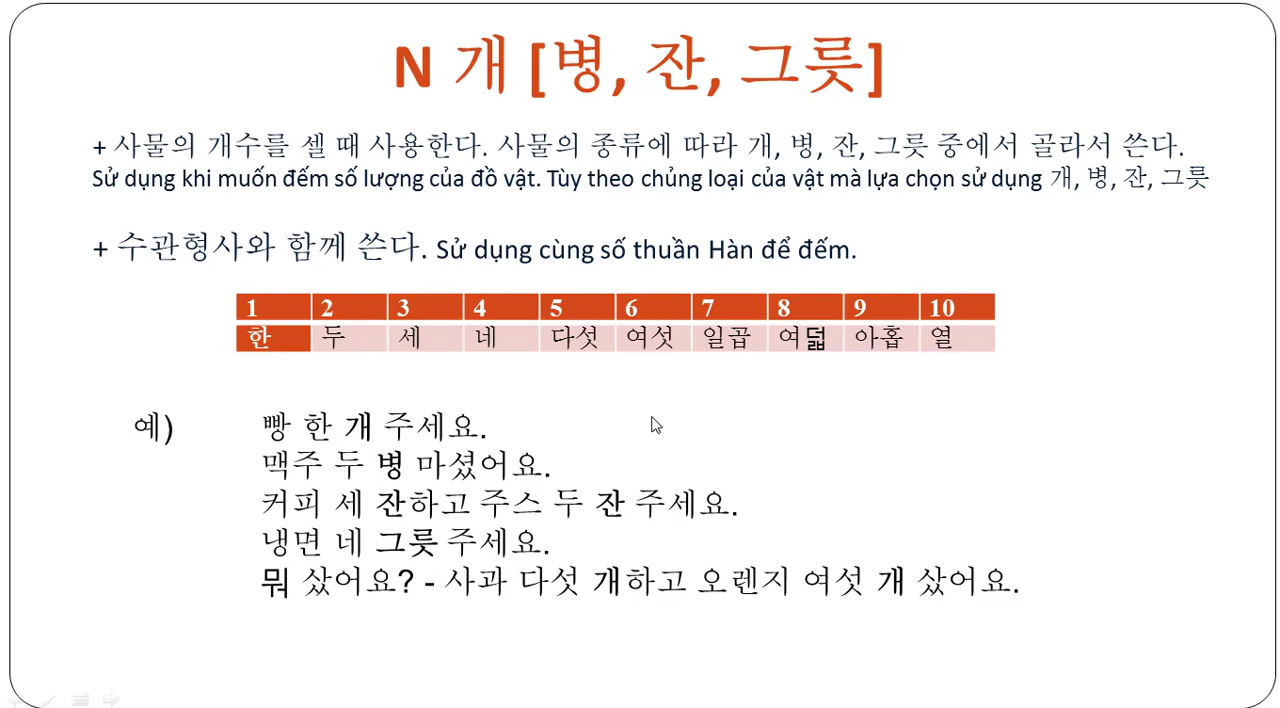 N 개 [병, 잔, 그릇]
+ 사물의 개수를 셀 때 사용한다. 사물의 종류에 따라 개, 병, 잔, 그릇 중에서 골라서 쓴다.
Sử dụng khi muốn đếm số lượng của đồ vật. Tùy theo chủng loại của vật mà lựa chọn sử dụng 개, 병, 잔, 그릇
+ 수관형사와 함께 쓴다. Sử dụng cùng số thuần Hàn để đếm.
1 2 3 4 5 6 7 8 9 10
한 두 세 네 다섯 여섯 일곱 여덟 아홉 열
예) 빵 한 개 주세요.
맥주 두 병 마셨어요.
커피 세 잔하고 주스 두 잔 주세요.
냉면 네 그릇 주세요.
뭐 샀어요? - 사과 다섯 개하고 오렌지 여섯 개 샀어요.